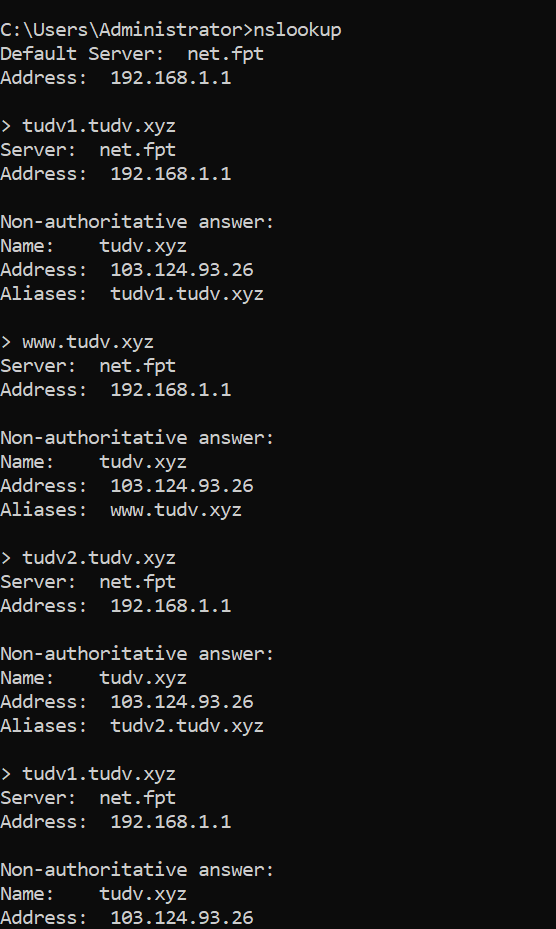 C:\Users\Administrator>nslookup
Default Server:  net.fpt
Address:  192.168.1.1

> tudv1.tudv.xyz
Server:  net.fpt
Address:  192.168.1.1

Non-authoritative answer:
Name:    tudv.xyz
Address:  103.124.93.26
Aliases:  tudv1.tudv.xyz

> www.tudv.xyz
Server:  net.fpt
Address:  192.168.1.1

Non-authoritative answer:
Name:    tudv.xyz
Address:  103.124.93.26
Aliases:  www.tudv.xyz

> tudv2.tudv.xyz
Server:  net.fpt
Address:  192.168.1.1

Non-authoritative answer:
Name:    tudv.xyz
Address:  103.124.93.26
Aliases:  tudv2.tudv.xyz

> tudv1.tudv.xyz
Server:  net.fpt
Address:  192.168.1.1

Non-authoritative answer:
Name:    tudv.xyz
Address:  103.124.93.26